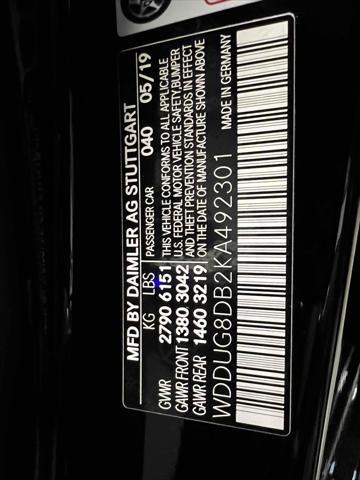 MFD BY DAIMLER AG STUTTGART
KG LBS PASSENGER CAR 040 05/19
GVWR 2790 6151 THIS VEHICLE CONFORMS TO ALL APPLICABLE
GAWR FRONT 1380 3042 U.S. FEDERAL MOTOR VEHICLE SAFETY, BUMPER
GAWR REAR 1460 3219 AND THEFT PREVENTION STANDARDS IN EFFECT
ON THE DATE OF MANUFACTURE SHOWN ABOVE
WDDUG8DB2KA492301 MADE IN GERMANY